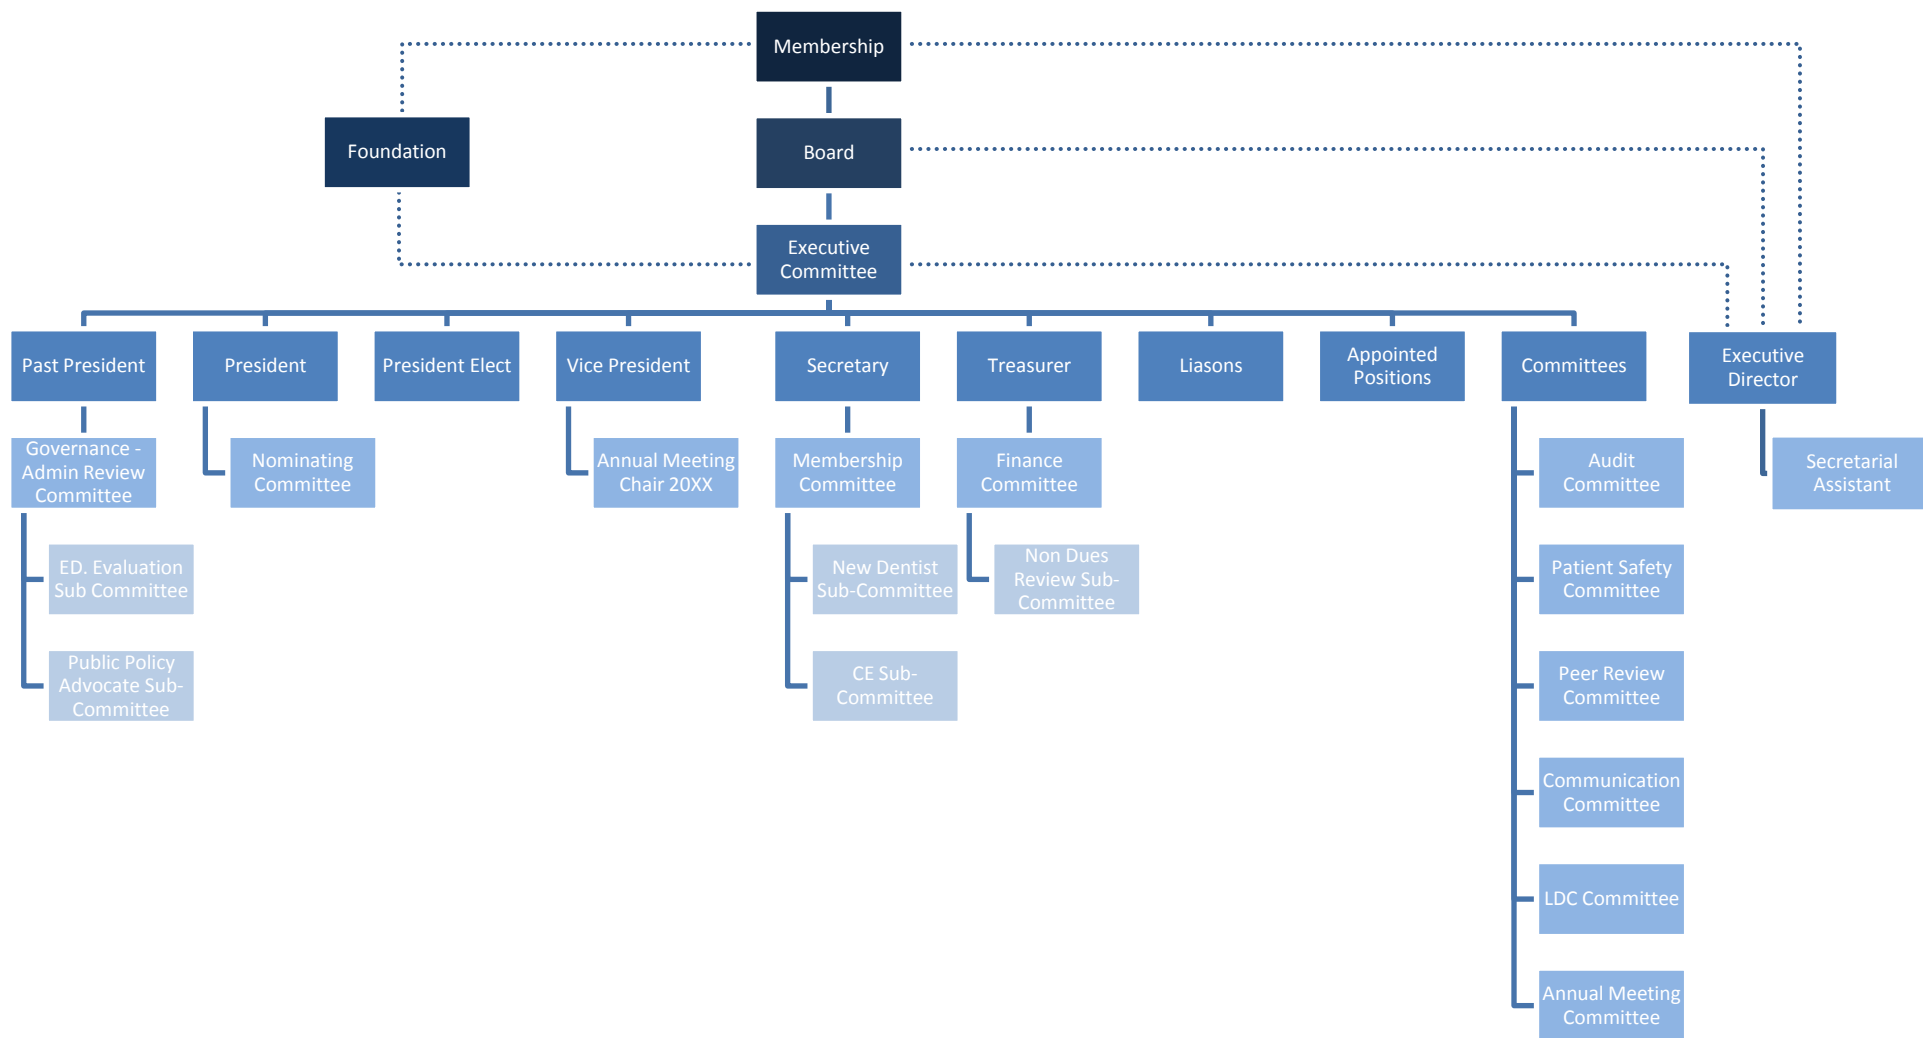 Membership
Foundation
Board
Executive
Committee
Past President
President
President Elect
Vice President
Secretary
Treasurer
Liasons
Appointed
Positions
Committees
Executive
Director
Governance -
Admin Review
Committee
Nominating
Committee
Annual Meeting
Chair 20XX
Membership
Committee
Finance
Committee
Audit
Committee
Secretarial
Assistant
ED. Evaluation
Sub Committee
New Dentist
Sub-Committee
Non Dues
Review Sub-
Committee
Patient Safety
Committee
Public Policy
Advocate Sub-
Committee
CE Sub-
Committee
Peer Review
Committee
Communication
Committee
LDC Committee
Annual Meeting
Committee